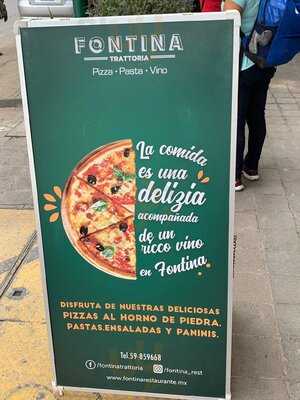 FONTINA
TRATTORIA
Pizza • Pasta • Vino
La comida
es una
delizia
acompañada
de un
ricco vino
en Fontina
DISFRUTA DE NUESTRAS DELICIOSAS
PIZZAS AL HORNO DE PIEDRA,
PASTAS,ENSALADAS Y PANINIS.
Tel.59-859668
/fontinatrattoria /fontina_rest
www.fontinarestaurante.mx